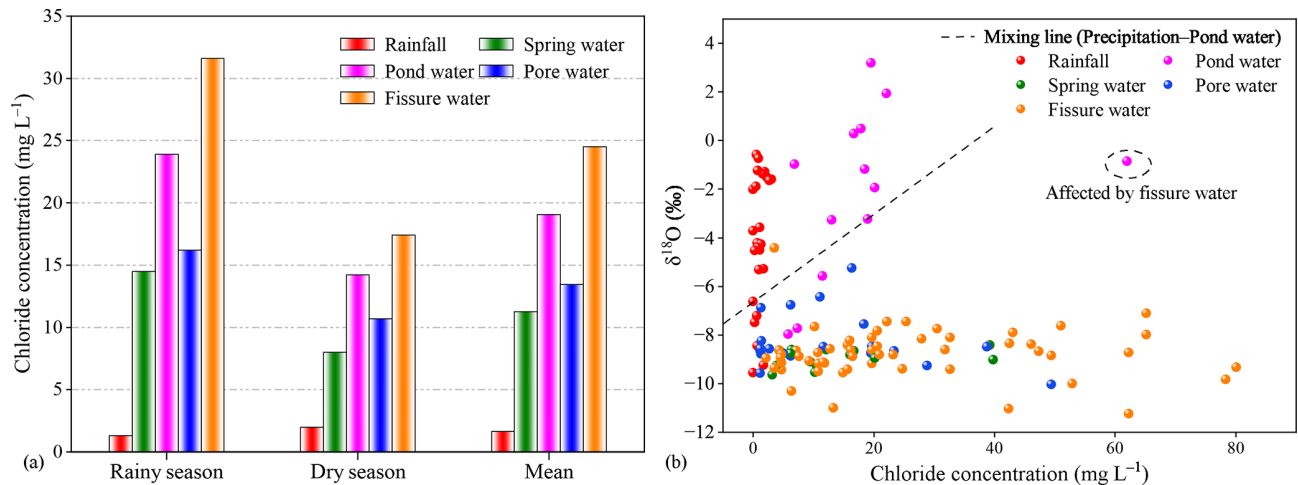 35
30
25
20
15
10
5
0
Chloride concentration (mg L⁻¹)
Rainfall
Spring water
Pond water
Pore water
Fissure water
Rainy season
Dry season
Mean
(a)
4
2
0
−2
−4
−6
−8
−10
−12
δ¹⁸O (‰)
Mixing line (Precipitation–Pond water)
Rainfall
Pond water
Spring water
Pore water
Fissure water
Affected by fissure water
0
20
40
60
80
Chloride concentration (mg L⁻¹)
(b)